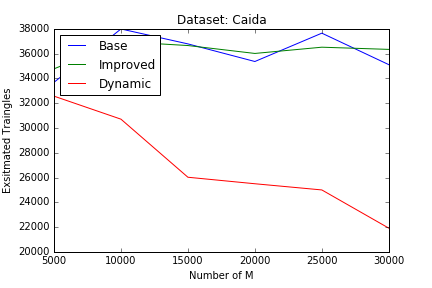 Dataset: Caida
38000
36000
34000
32000
30000
28000
26000
24000
22000
20000
Exsitmated Traingles
Base
Improved
Dynamic
5000 10000 15000 20000 25000 30000
Number of M